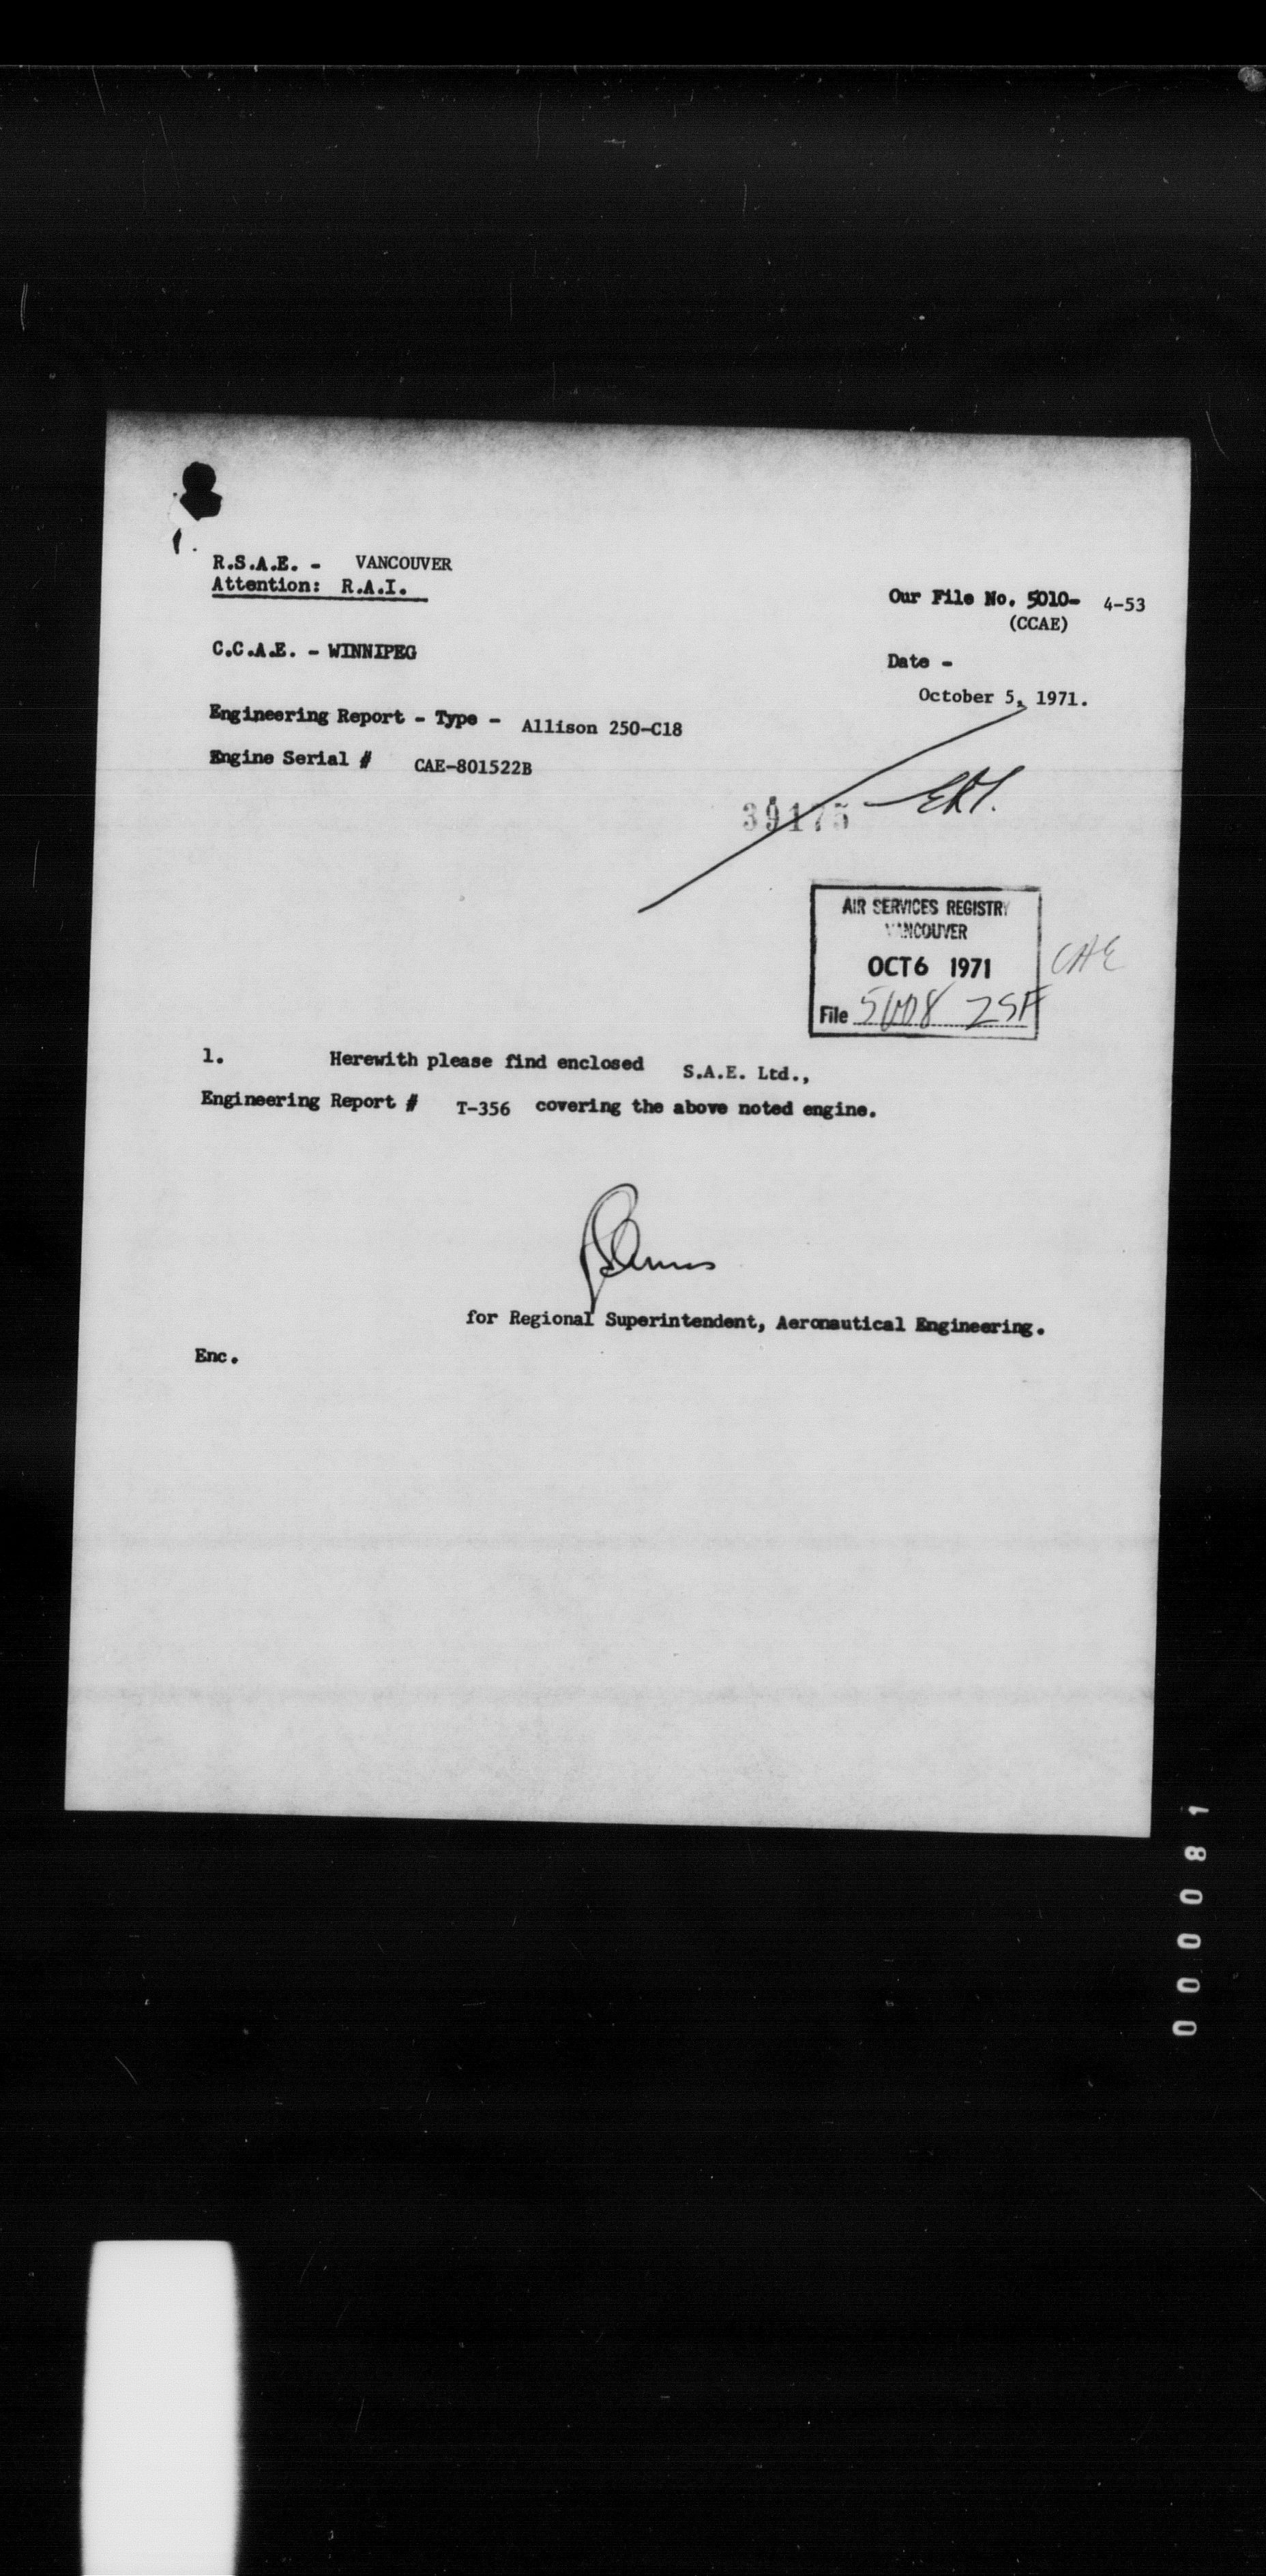 R.S.A.E. - VANCOUVER
Attention: R.A.I.
Our File No. 5010- 4-53
(CCAE)
C.C.A.E. - WINNIPEG
Date -
October 5, 1971.
Engineering Report - Type - Allison 250-C18
Engine Serial # CAE-801522B
39175
AIR SERVICES REGISTRY
VANCOUVER
OCT 6 1971
CAE
File 5008
1. Herewith please find enclosed S.A.E. Ltd.,
Engineering Report # T-356 covering the above noted engine.
for Regional Superintendent, Aeronautical Engineering.
Enc.
000081